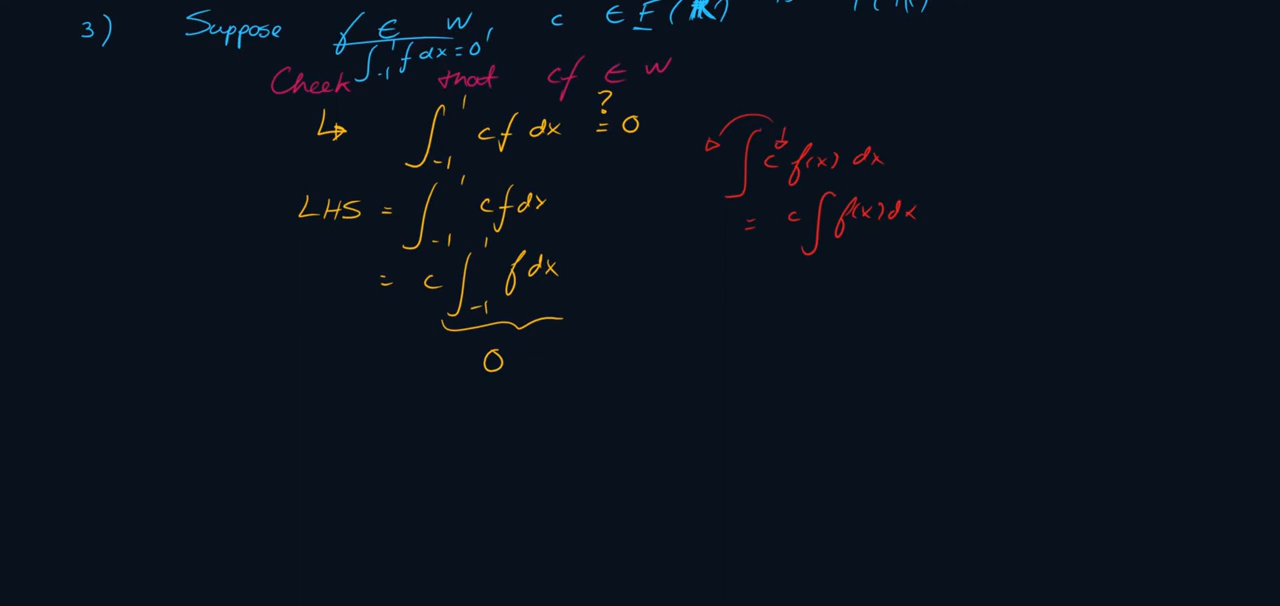 3) Suppose f ∈ W, c ∈ F (ℝ)
∫₋₁¹ f dx = 0
Check that cf ∈ W
↳ ∫₋₁¹ cf dx ?= 0
LHS = ∫₋₁¹ cf dx
= c ∫₋₁¹ f dx
0
∫ c f(x) dx
= c ∫ f(x) dx